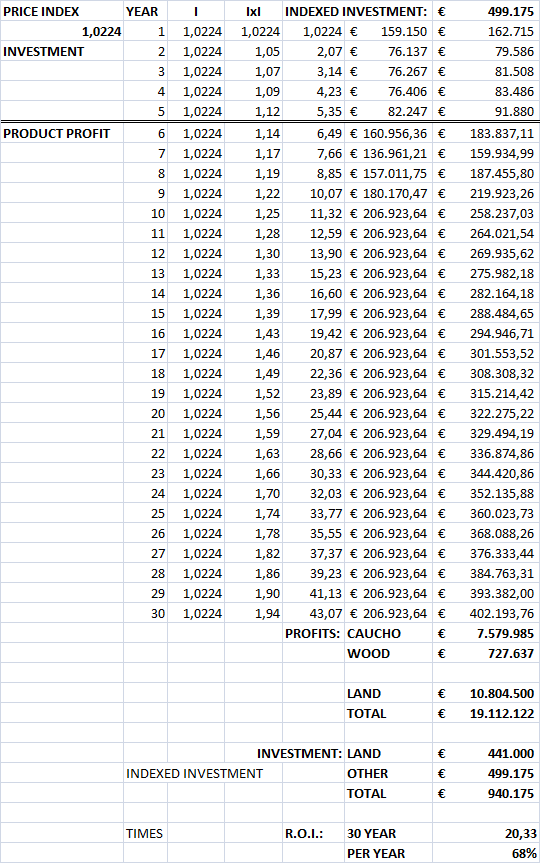 PRICE INDEX YEAR I IxI INDEXED INVESTMENT: € 499.175
1,0224 1 1,0224 1,0224 1,0224 € 159.150 € 162.715
INVESTMENT 2 1,0224 1,05 2,07 € 76.137 € 79.586
3 1,0224 1,07 3,14 € 76.267 € 81.508
4 1,0224 1,09 4,23 € 76.406 € 83.486
5 1,0224 1,12 5,35 € 82.247 € 91.880
PRODUCT PROFIT 6 1,0224 1,14 6,49 € 160.956,36 € 183.837,11
7 1,0224 1,17 7,66 € 136.961,21 € 159.934,99
8 1,0224 1,19 8,85 € 157.011,75 € 187.455,80
9 1,0224 1,22 10,07 € 180.170,47 € 219.923,26
10 1,0224 1,25 11,32 € 206.923,64 € 258.237,03
11 1,0224 1,28 12,59 € 206.923,64 € 264.021,54
12 1,0224 1,30 13,90 € 206.923,64 € 269.935,62
13 1,0224 1,33 15,23 € 206.923,64 € 275.982,18
14 1,0224 1,36 16,60 € 206.923,64 € 282.164,18
15 1,0224 1,39 17,99 € 206.923,64 € 288.484,65
16 1,0224 1,43 19,42 € 206.923,64 € 294.946,71
17 1,0224 1,46 20,87 € 206.923,64 € 301.553,52
18 1,0224 1,49 22,36 € 206.923,64 € 308.308,32
19 1,0224 1,52 23,89 € 206.923,64 € 315.214,42
20 1,0224 1,56 25,44 € 206.923,64 € 322.275,22
21 1,0224 1,59 27,04 € 206.923,64 € 329.494,19
22 1,0224 1,63 28,66 € 206.923,64 € 336.874,86
23 1,0224 1,66 30,33 € 206.923,64 € 344.420,86
24 1,0224 1,70 32,03 € 206.923,64 € 352.135,88
25 1,0224 1,74 33,77 € 206.923,64 € 360.023,73
26 1,0224 1,78 35,55 € 206.923,64 € 368.088,26
27 1,0224 1,82 37,37 € 206.923,64 € 376.333,44
28 1,0224 1,86 39,23 € 206.923,64 € 384.763,31
29 1,0224 1,90 41,13 € 206.923,64 € 393.382,00
30 1,0224 1,94 43,07 € 206.923,64 € 402.193,76
PROFITS: CAUCHO € 7.579.985
WOOD € 727.637
LAND € 10.804.500
TOTAL € 19.112.122
INVESTMENT: LAND € 441.000
INDEXED INVESTMENT OTHER € 499.175
TOTAL € 940.175
TIMES R.O.I.: 30 YEAR 20,33
PER YEAR 68%